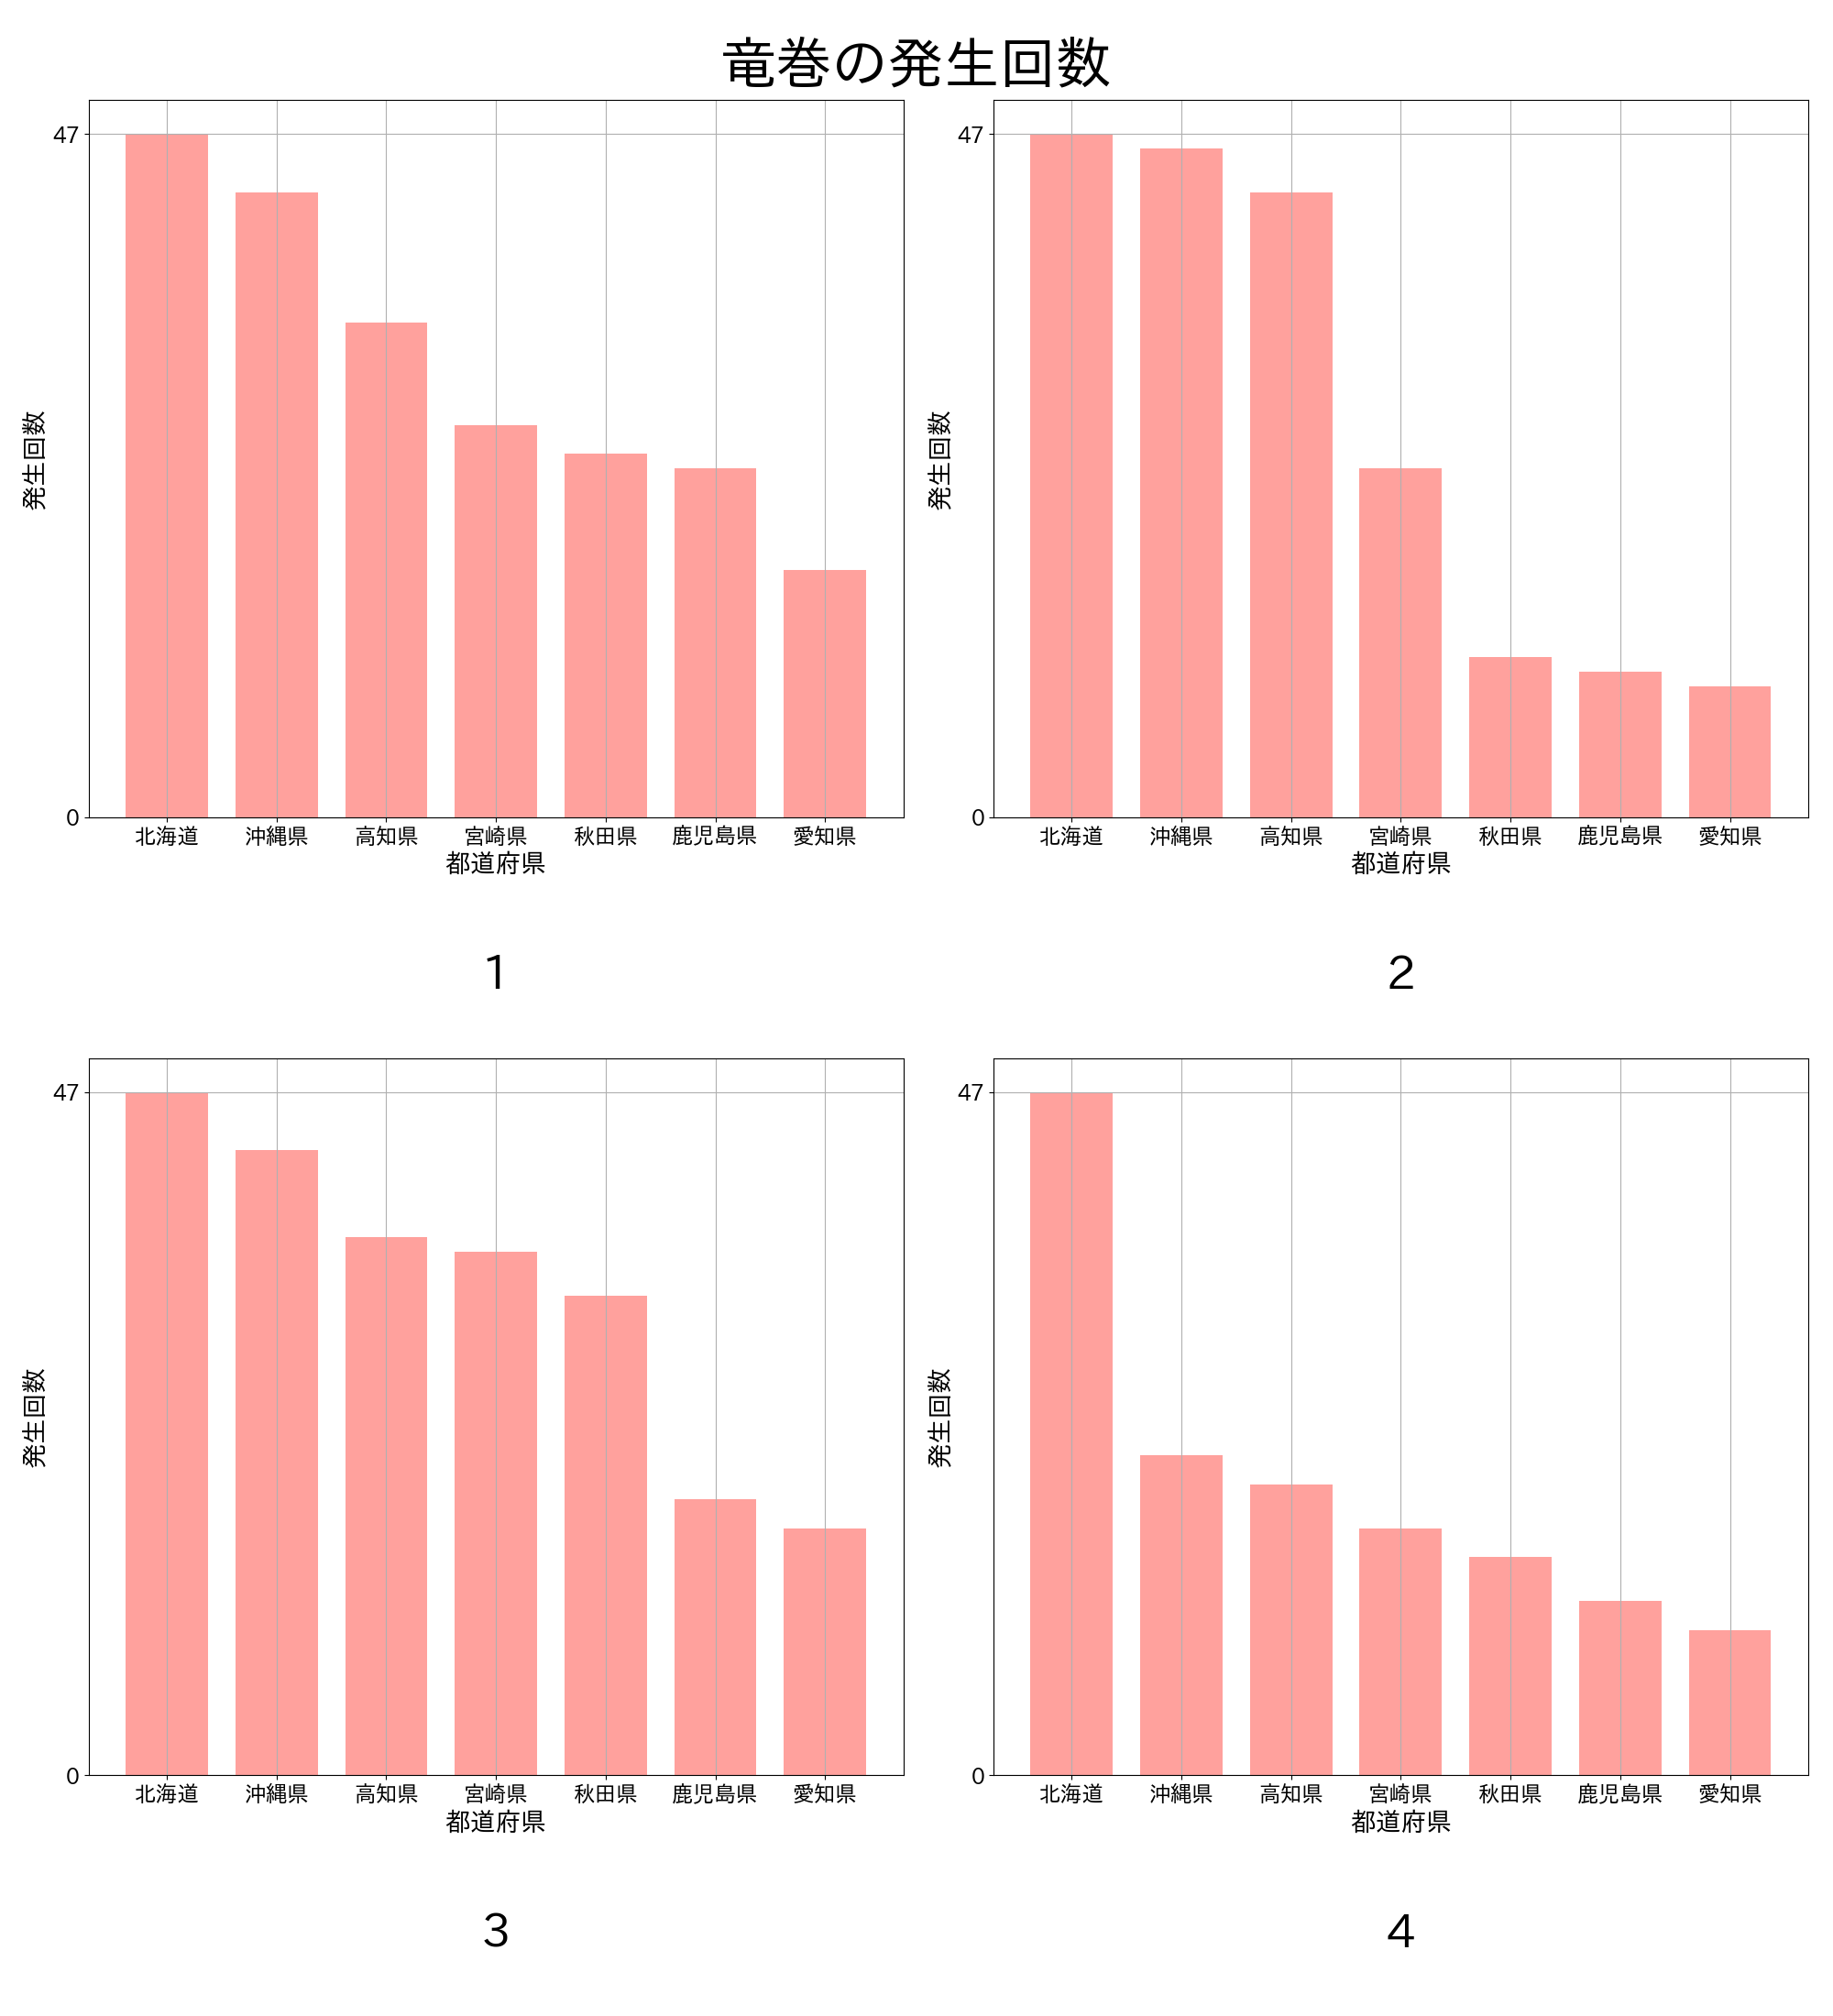 竜巻の発生回数
47
0
発生回数
北海道 沖縄県 高知県 宮崎県 秋田県 鹿児島県 愛知県
都道府県
1
47
0
発生回数
北海道 沖縄県 高知県 宮崎県 秋田県 鹿児島県 愛知県
都道府県
2
47
0
発生回数
北海道 沖縄県 高知県 宮崎県 秋田県 鹿児島県 愛知県
都道府県
3
47
0
発生回数
北海道 沖縄県 高知県 宮崎県 秋田県 鹿児島県 愛知県
都道府県
4